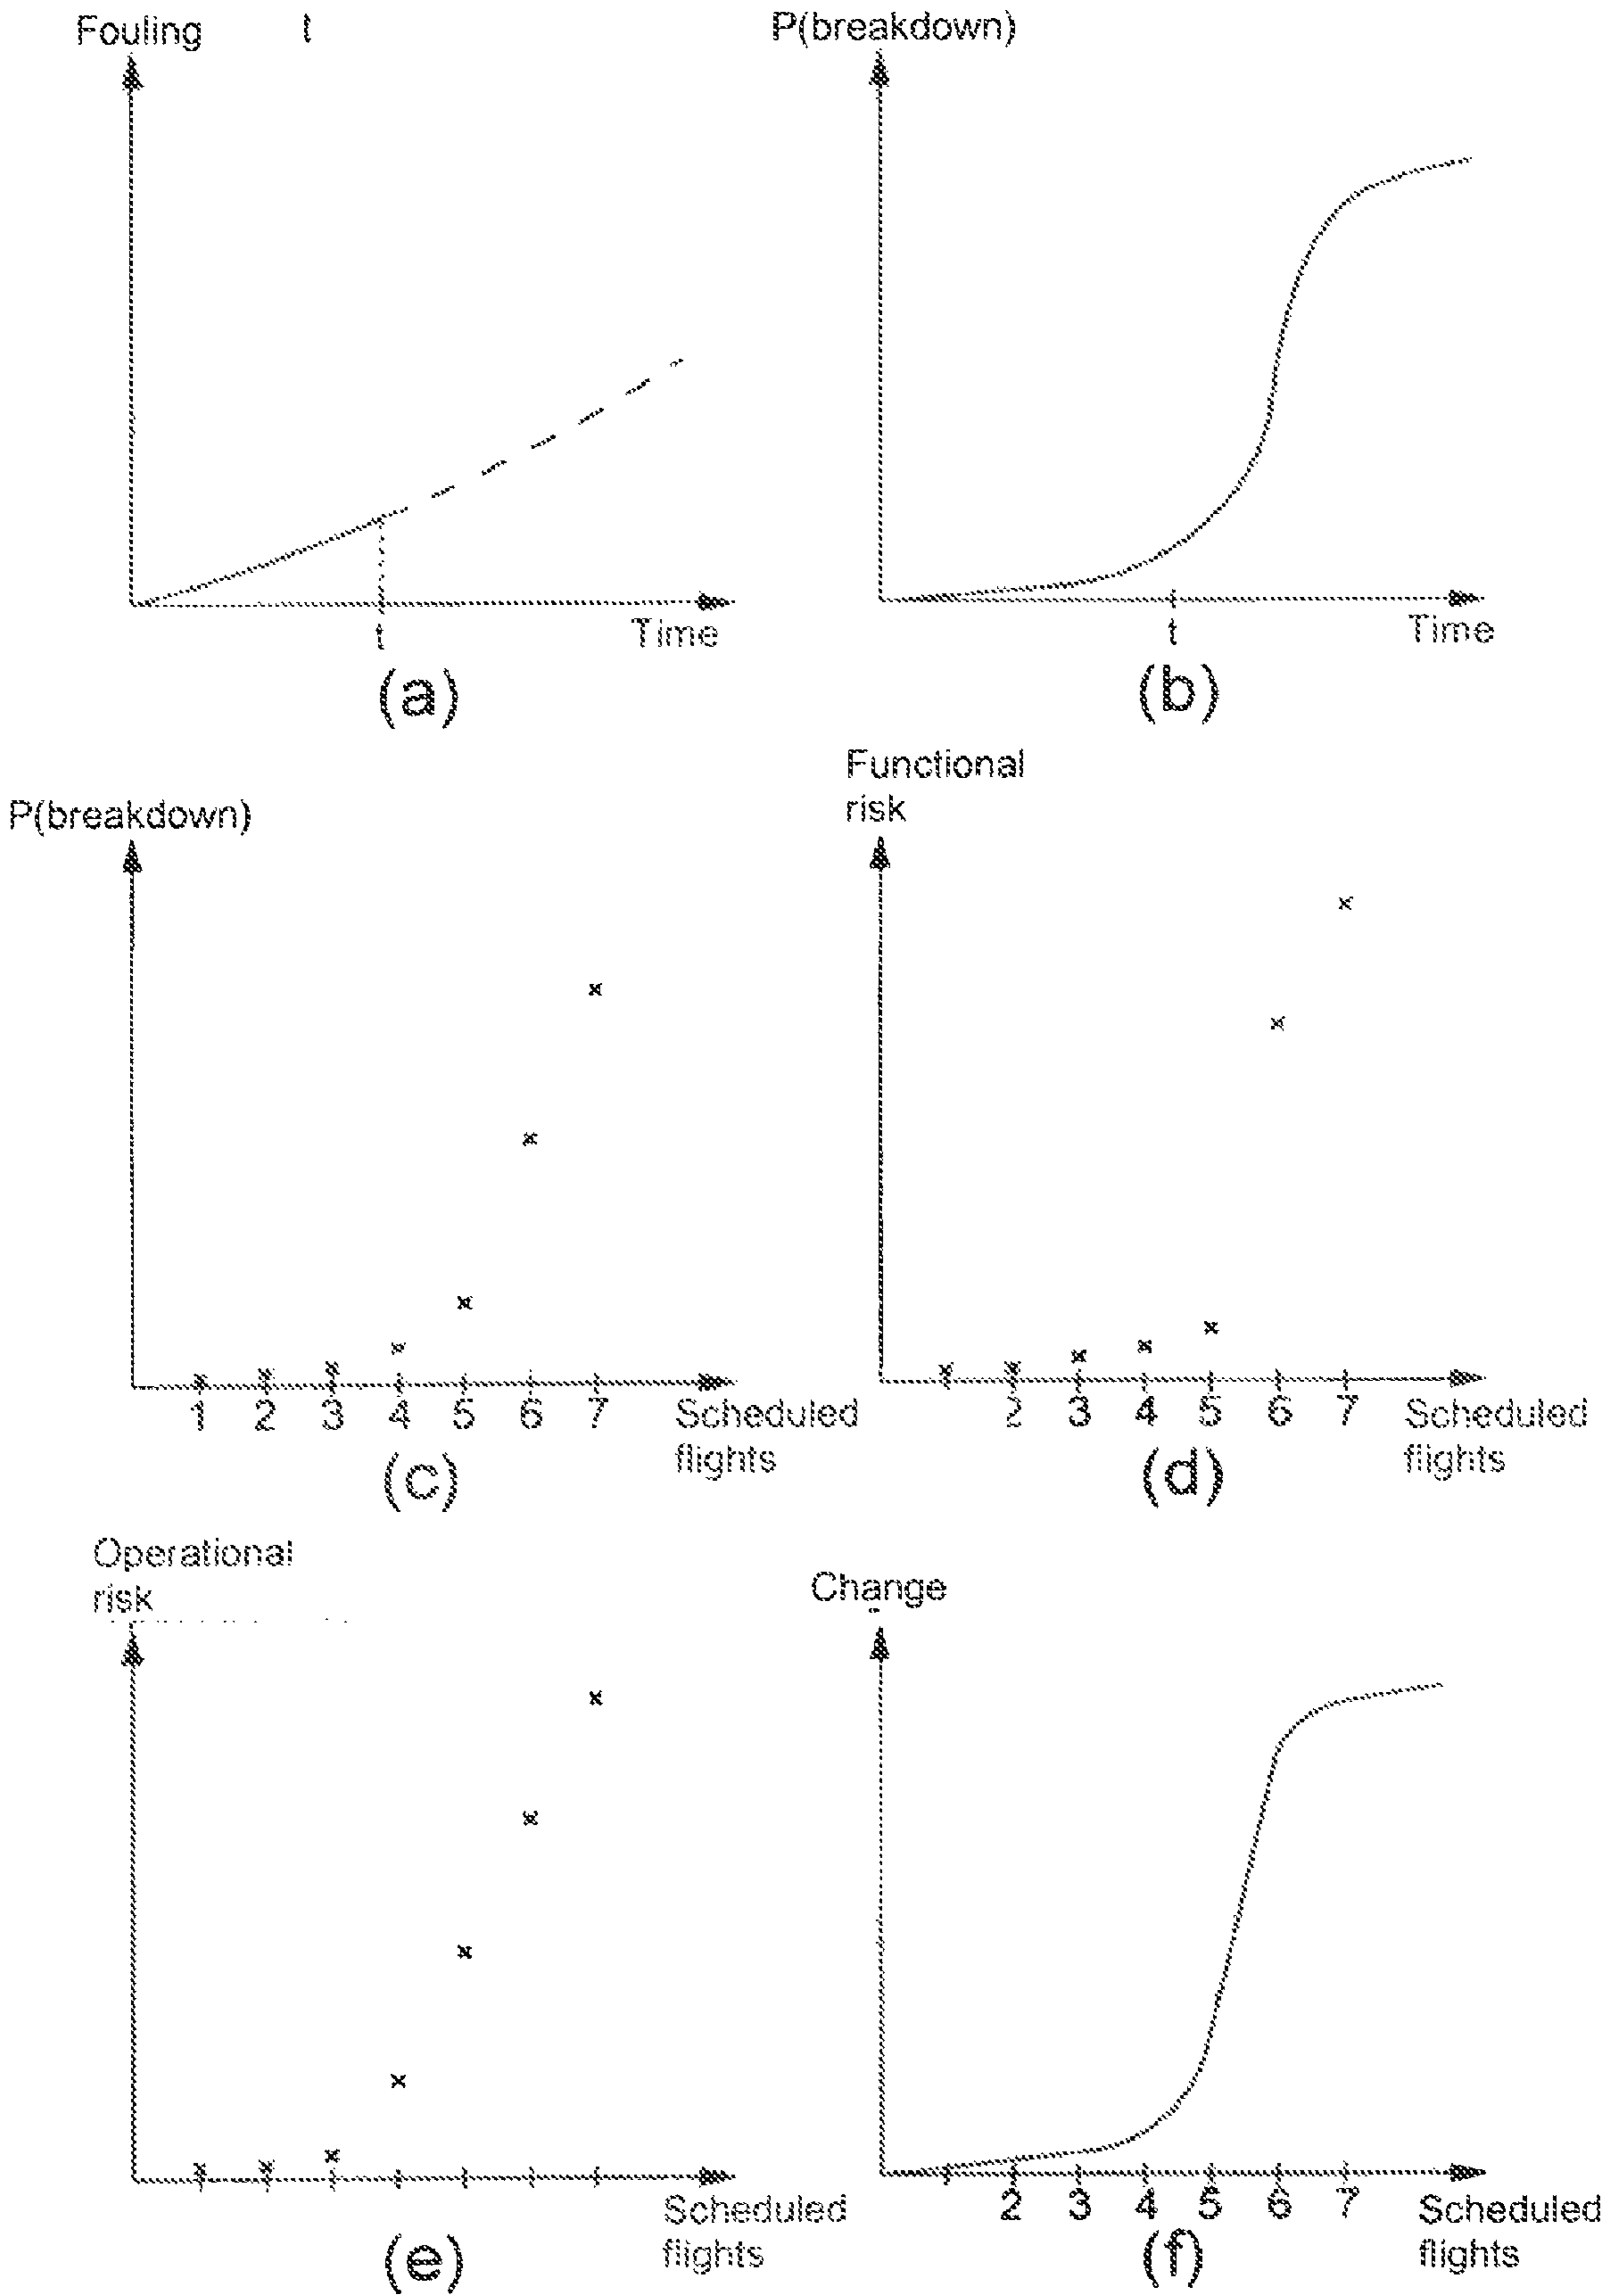 Fouling t
P(breakdown)
t Time
t Time
(a)
(b)
P(breakdown)
Functional
risk
1 2 3 4 5 6 7 Scheduled
flights
2 3 4 5 6 7 Scheduled
flights
(c)
(d)
Operational
risk
Change
Scheduled
flights
2 3 4 5 6 7 Scheduled
flights
(e)
(f)